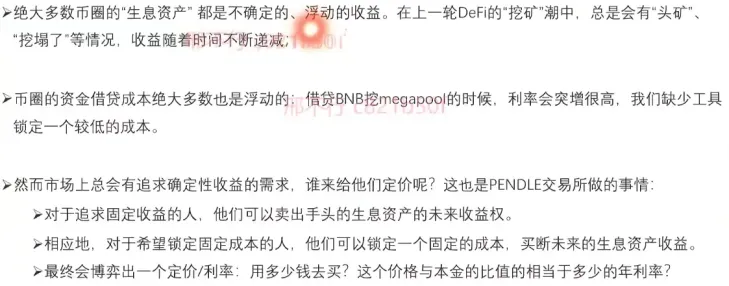 ➢绝大多数币圈的“生息资产” 都是不确定的、浮动的收益。在上一轮DeFi的“挖矿”潮中，总是会有“头矿”、
“挖塌了”等情况，收益随着时间不断递减；
➢币圈的资金借贷成本绝大多数也是浮动的：借贷BNB挖megapool的时候，利率会突增很高，我们缺少工具
锁定一个较低的成本。
➢然而市场上总会有追求确定性收益的需求，谁来给他们定价呢？这也是PENDLE交易所做的事情：
➢对于追求固定收益的人，他们可以卖出手头的生息资产的未来收益权。
➢相应地，对于希望锁定固定成本的人，他们可以锁定一个固定的成本，买断未来的生息资产收益。
➢最终会博弈出一个定价/利率：用多少钱去买？这个价格与本金的比值的相当于多少的年利率？